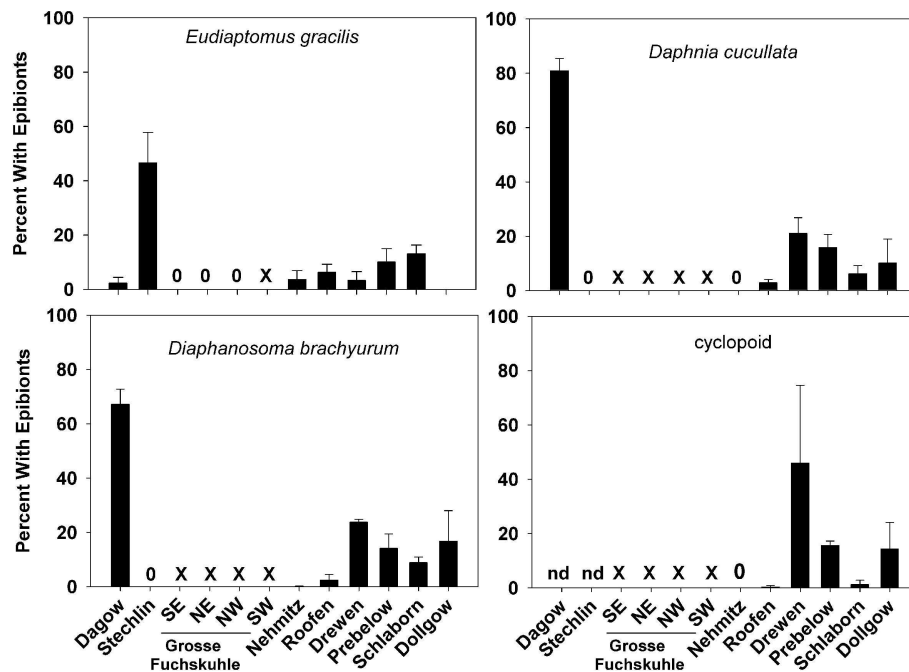 Eudiaptomus gracilis
Percent With Epibionts
100
80
60
40
20
0
0 0 0 X
Daphnia cucullata
100
80
60
40
20
0
0 X X X X 0
Diaphanosoma brachyurum
Percent With Epibionts
100
80
60
40
20
0
0 X X X X
Dagow
Stechlin
SE
NE
NW
SW
Nehmitz
Roofen
Drewen
Prebelow
Schlaborn
Dollgow
Grosse
Fuchskuhle
cyclopoid
100
80
60
40
20
0
nd nd X X X X 0
Dagow
Stechlin
SE
NE
NW
SW
Nehmitz
Roofen
Drewen
Prebelow
Schlaborn
Dollgow
Grosse
Fuchskuhle